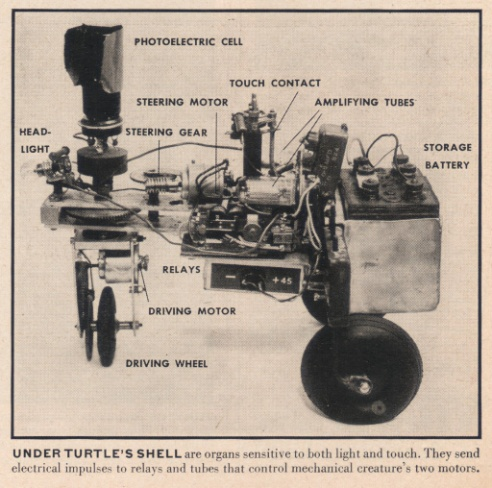 PHOTOELECTRIC CELL
TOUCH CONTACT
STEERING MOTOR
AMPLIFYING TUBES
HEAD-
LIGHT
STEERING GEAR
STORAGE
BATTERY
RELAYS
– +45
DRIVING MOTOR
DRIVING WHEEL
UNDER TURTLE'S SHELL are organs sensitive to both light and touch. They send
electrical impulses to relays and tubes that control mechanical creature's two motors.